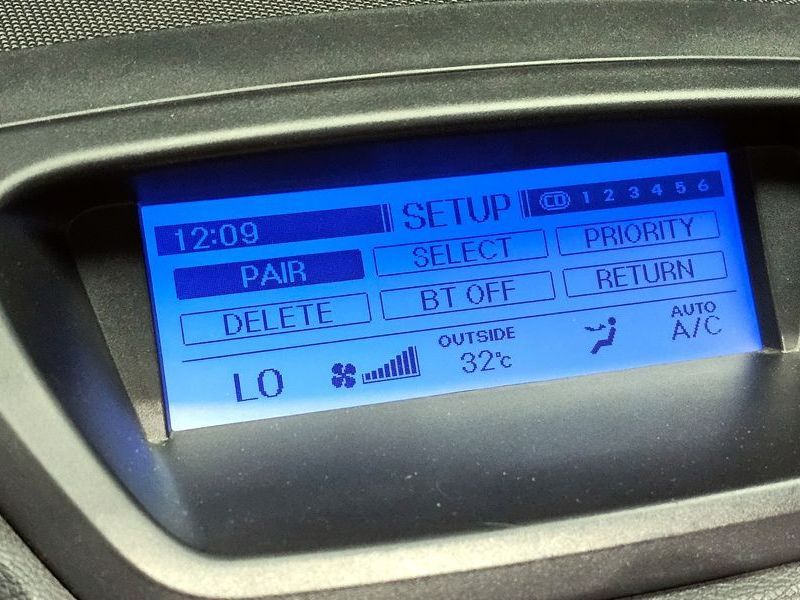 12:09 SETUP CD 1 2 3 4 5 6
PAIR SELECT PRIORITY
DELETE BT OFF RETURN
OUTSIDE AUTO
LO 32°C A/C